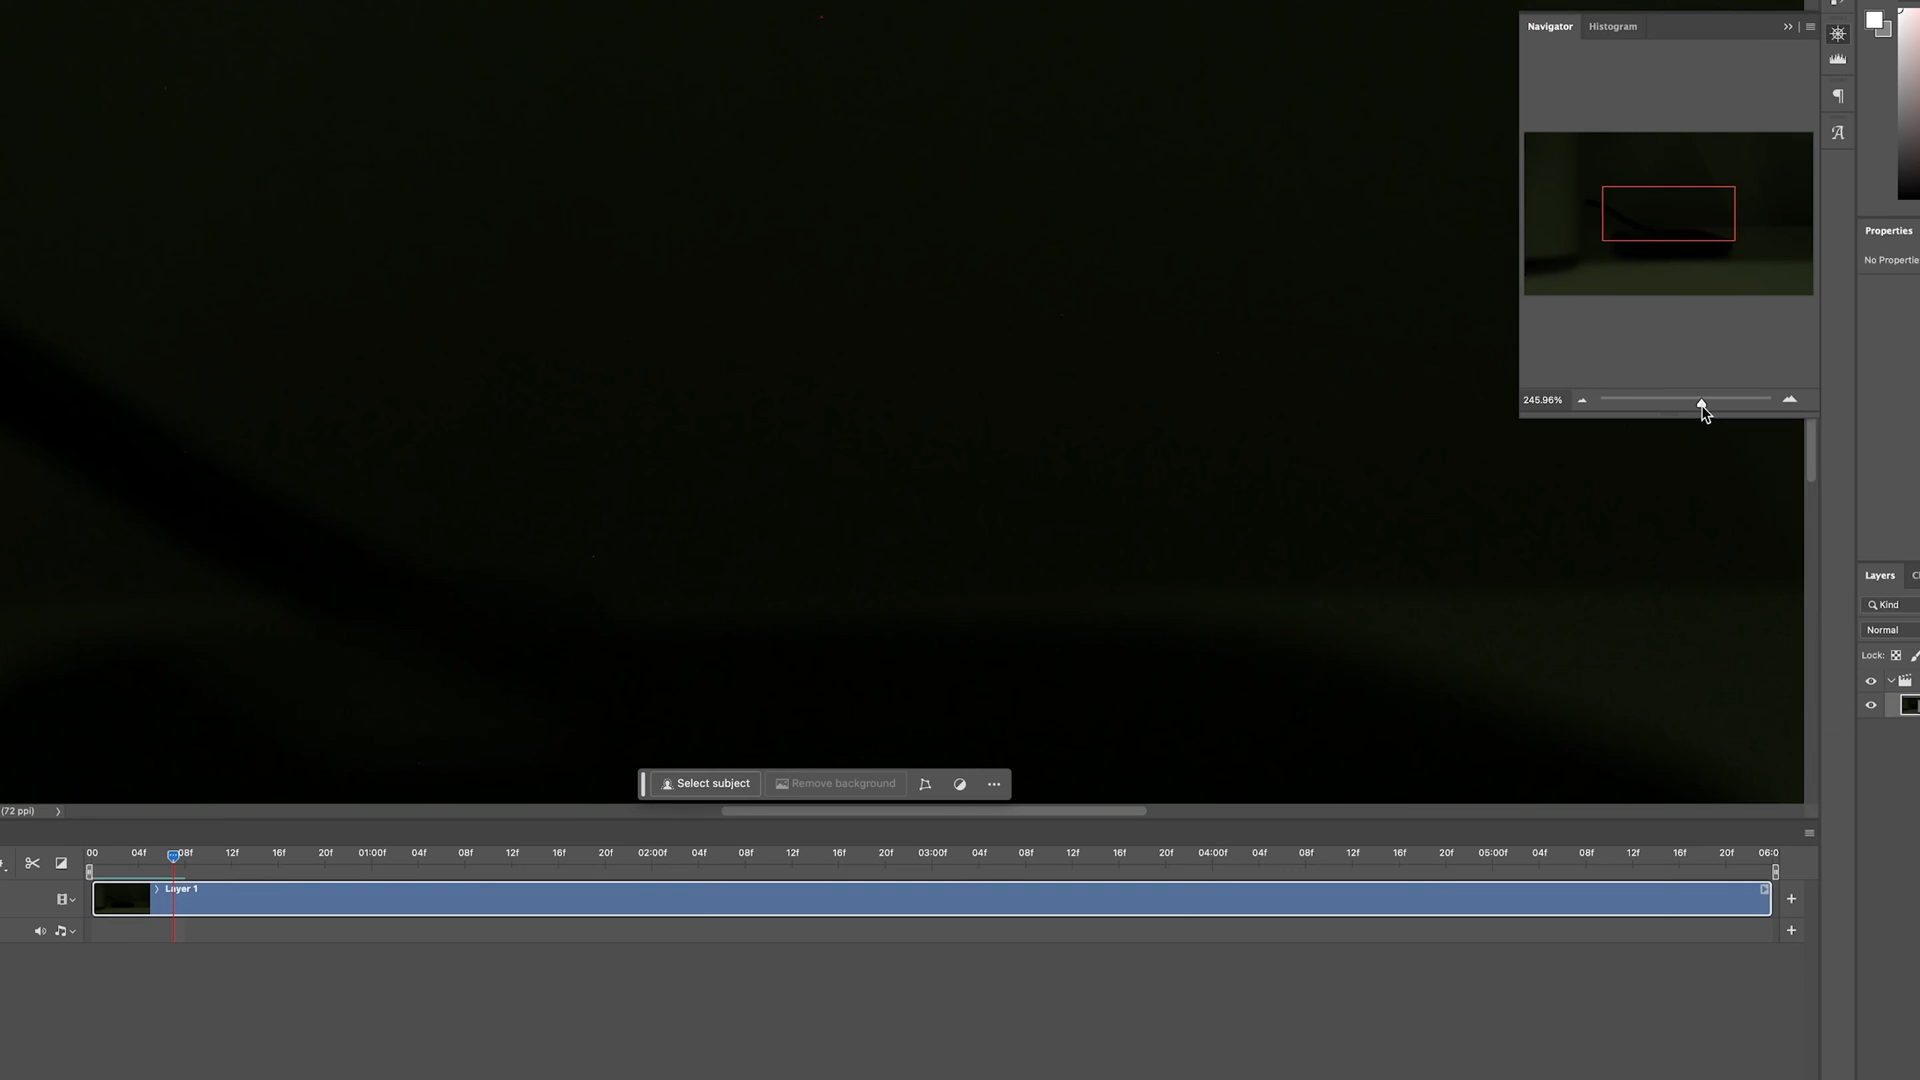 Navigator Histogram
245.96%
Properties
No Propertie
Layers
Kind
Normal
Lock:
Select subject Remove background
(72 ppi)
00 04f 08f 12f 16f 20f 01:00f 04f 08f 12f 16f 20f 02:00f 04f 08f 12f 16f 20f 03:00f 04f 08f 12f 16f 20f 04:00f 04f 08f 12f 16f 20f 05:00f 04f 08f 12f 16f 20f 06:0
Layer 1